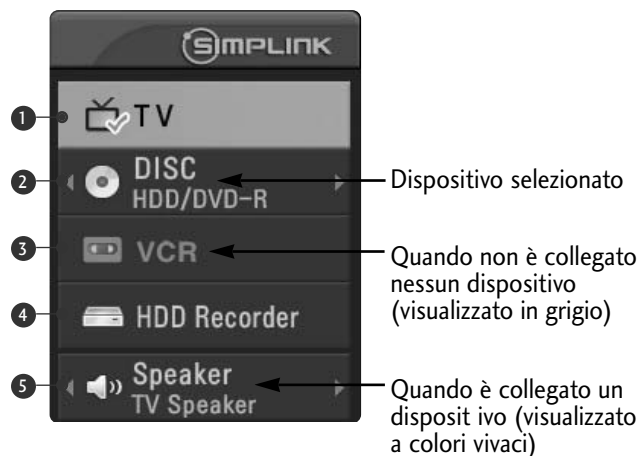 SIMPLINK
1 TV
2 DISC
HDD/DVD-R
Dispositivo selezionato
3 VCR
Quando non è collegato
nessun dispositivo
(visualizzato in grigio)
4 HDD Recorder
5 Speaker
TV Speaker
Quando è collegato un
disposit ivo (visualizzato
a colori vivaci)